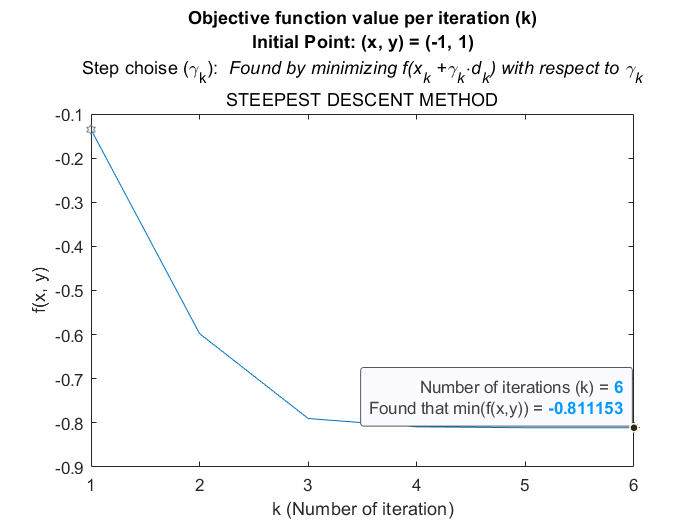 Objective function value per iteration (k)
Initial Point: (x, y) = (-1, 1)
Step choise (γk): Found by minimizing f(xk +γk·dk) with respect to γk
STEEPEST DESCENT METHOD
-0.1
-0.2
-0.3
-0.4
-0.5
-0.6
-0.7
-0.8
-0.9
f(x, y)
Number of iterations (k) = 6
Found that min(f(x,y)) = -0.811153
1 2 3 4 5 6
k (Number of iteration)